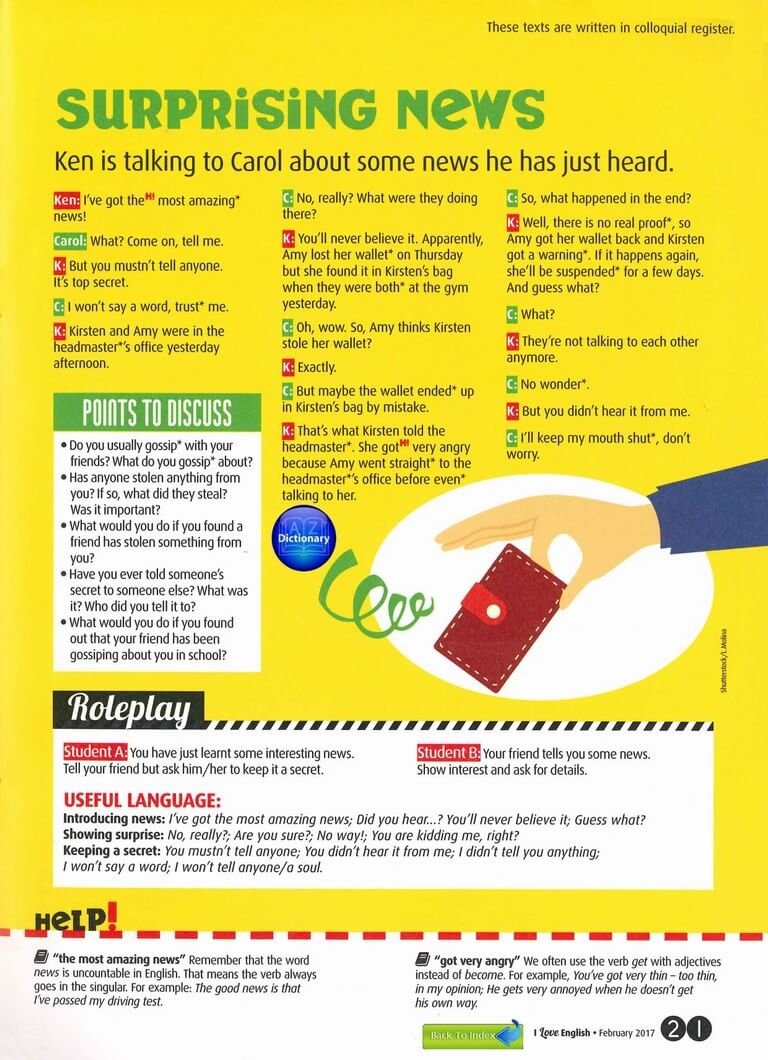 These texts are written in colloquial register.
SURPRISING NEWS
Ken is talking to Carol about some news he has just heard.
Ken: I've got the H! most amazing*
news!
Carol: What? Come on, tell me.
K: But you mustn't tell anyone.
It's top secret.
C: I won't say a word, trust* me.
K: Kirsten and Amy were in the
headmaster*'s office yesterday
afternoon.
C: No, really? What were they doing
there?
K: You'll never believe it. Apparently,
Amy lost her wallet* on Thursday
but she found it in Kirsten's bag
when they were both* at the gym
yesterday.
C: Oh, wow. So, Amy thinks Kirsten
stole her wallet?
K: Exactly.
C: But maybe the wallet ended* up
in Kirsten's bag by mistake.
K: That's what Kirsten told the
headmaster*. She got H! very angry
because Amy went straight* to the
headmaster*'s office before even*
talking to her.
C: So, what happened in the end?
K: Well, there is no real proof*, so
Amy got her wallet back and Kirsten
got a warning*. If it happens again,
she'll be suspended* for a few days.
And guess what?
C: What?
K: They're not talking to each other
anymore.
C: No wonder*.
K: But you didn't hear it from me.
C: I'll keep my mouth shut*, don't
worry.
POINTS TO DISCUSS
• Do you usually gossip* with your
friends? What do you gossip* about?
• Has anyone stolen anything from
you? If so, what did they steal?
Was it important?
• What would you do if you found a
friend has stolen something from
you?
• Have you ever told someone's
secret to someone else? What was
it? Who did you tell it to?
• What would you do if you found
out that your friend has been
gossiping about you in school?
A Z
Dictionary
Shutterstock/L.Molina
Roleplay
Student A: You have just learnt some interesting news.
Tell your friend but ask him/her to keep it a secret.
Student B: Your friend tells you some news.
Show interest and ask for details.
USEFUL LANGUAGE:
Introducing news: I've got the most amazing news; Did you hear...? You'll never believe it; Guess what?
Showing surprise: No, really?; Are you sure?; No way!; You are kidding me, right?
Keeping a secret: You mustn't tell anyone; You didn't hear it from me; I didn't tell you anything;
I won't say a word; I won't tell anyone/a soul.
HELP!
"the most amazing news" Remember that the word
news is uncountable in English. That means the verb always
goes in the singular. For example: The good news is that
I've passed my driving test.
"got very angry" We often use the verb get with adjectives
instead of become. For example, You've got very thin – too thin,
in my opinion; He gets very annoyed when he doesn't get
his own way.
Back To Index
I Love English • February 2017 21